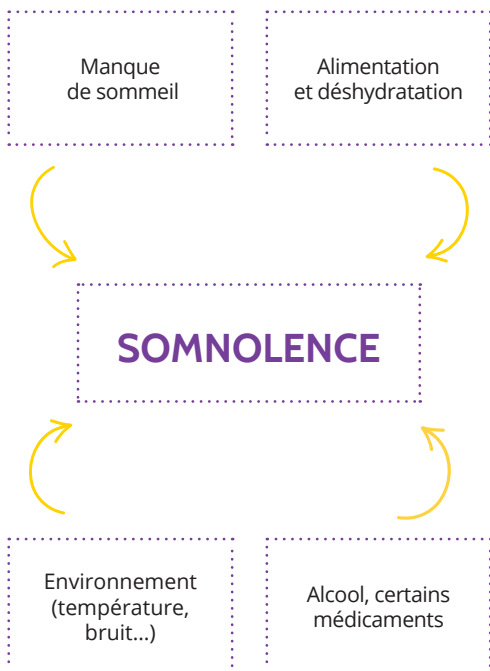 Manque
de sommeil
Alimentation
et déshydratation
SOMNOLENCE
Environnement
(température,
bruit...)
Alcool, certains
médicaments